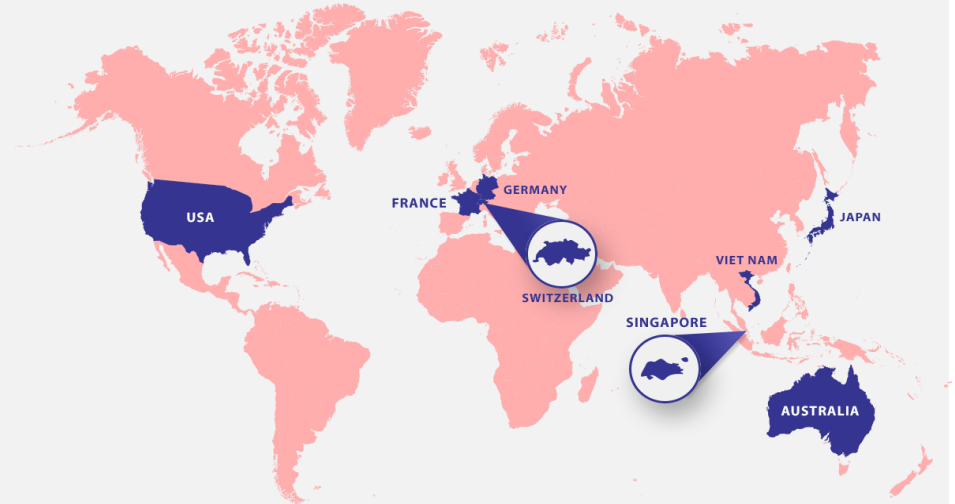 GERMANY
FRANCE
USA
JAPAN
VIET NAM
SWITZERLAND
SINGAPORE
AUSTRALIA